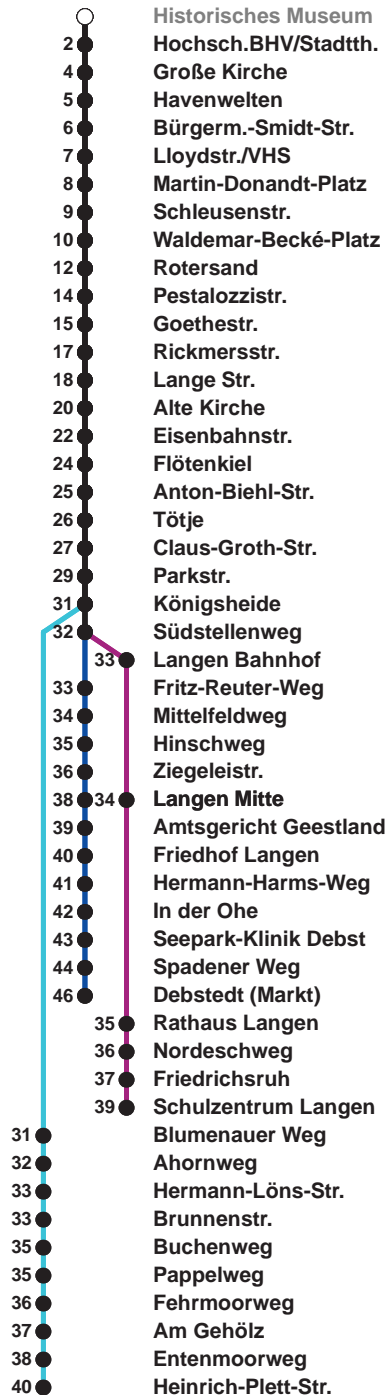 Historisches Museum
2 Hochsch.BHV/Stadtth.
4 Große Kirche
5 Havenwelten
6 Bürgerm.-Smidt-Str.
7 Lloydstr./VHS
8 Martin-Donandt-Platz
9 Schleusenstr.
10 Waldemar-Becké-Platz
12 Rotersand
14 Pestalozzistr.
15 Goethestr.
17 Rickmersstr.
18 Lange Str.
20 Alte Kirche
22 Eisenbahnstr.
24 Flötenkiel
25 Anton-Biehl-Str.
26 Tötje
27 Claus-Groth-Str.
29 Parkstr.
31 Königsheide
32 Südstellenweg
33 Langen Bahnhof
33 Fritz-Reuter-Weg
34 Mittelfeldweg
35 Hinschweg
36 Ziegeleistr.
38 34 Langen Mitte
39 Amtsgericht Geestland
40 Friedhof Langen
41 Hermann-Harms-Weg
42 In der Ohe
43 Seepark-Klinik Debst
44 Spadener Weg
46 Debstedt (Markt)
35 Rathaus Langen
36 Nordeschweg
37 Friedrichsruh
39 Schulzentrum Langen
31 Blumenauer Weg
32 Ahornweg
33 Hermann-Löns-Str.
33 Brunnenstr.
35 Buchenweg
35 Pappelweg
36 Fehrmoorweg
37 Am Gehölz
38 Entenmoorweg
40 Heinrich-Plett-Str.